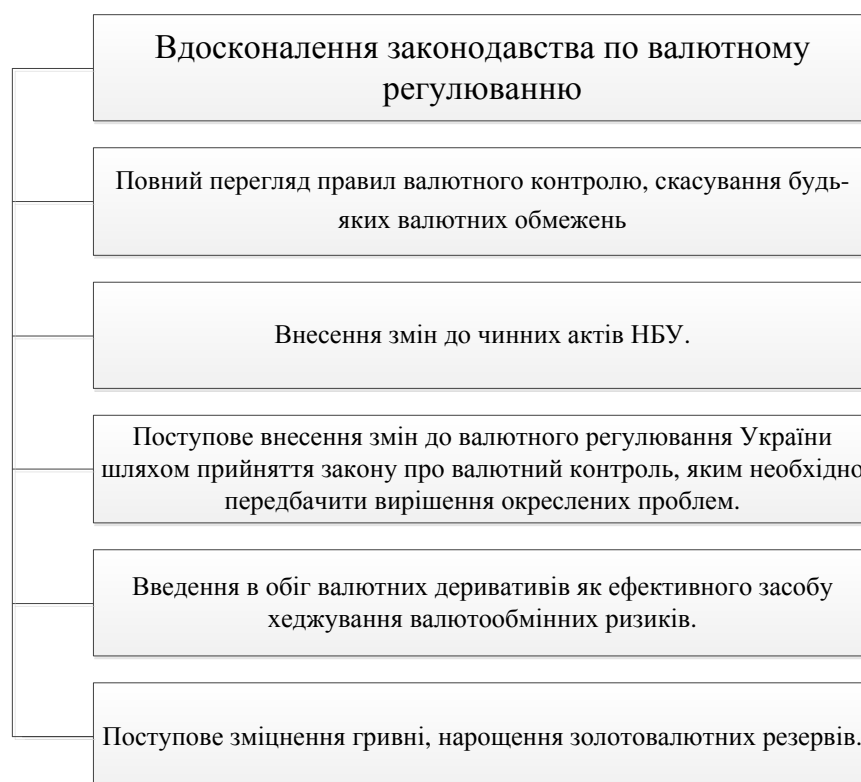 Вдосконалення законодавства по валютному
регулюванню
Повний перегляд правил валютного контролю, скасування будь-
яких валютних обмежень
Внесення змін до чинних актів НБУ.
Поступове внесення змін до валютного регулювання України
шляхом прийняття закону про валютний контроль, яким необхідно
передбачити вирішення окреслених проблем.
Введення в обіг валютних деривативів як ефективного засобу
хеджування валютообмінних ризиків.
Поступове зміцнення гривні, нарощення золотовалютних резервів.